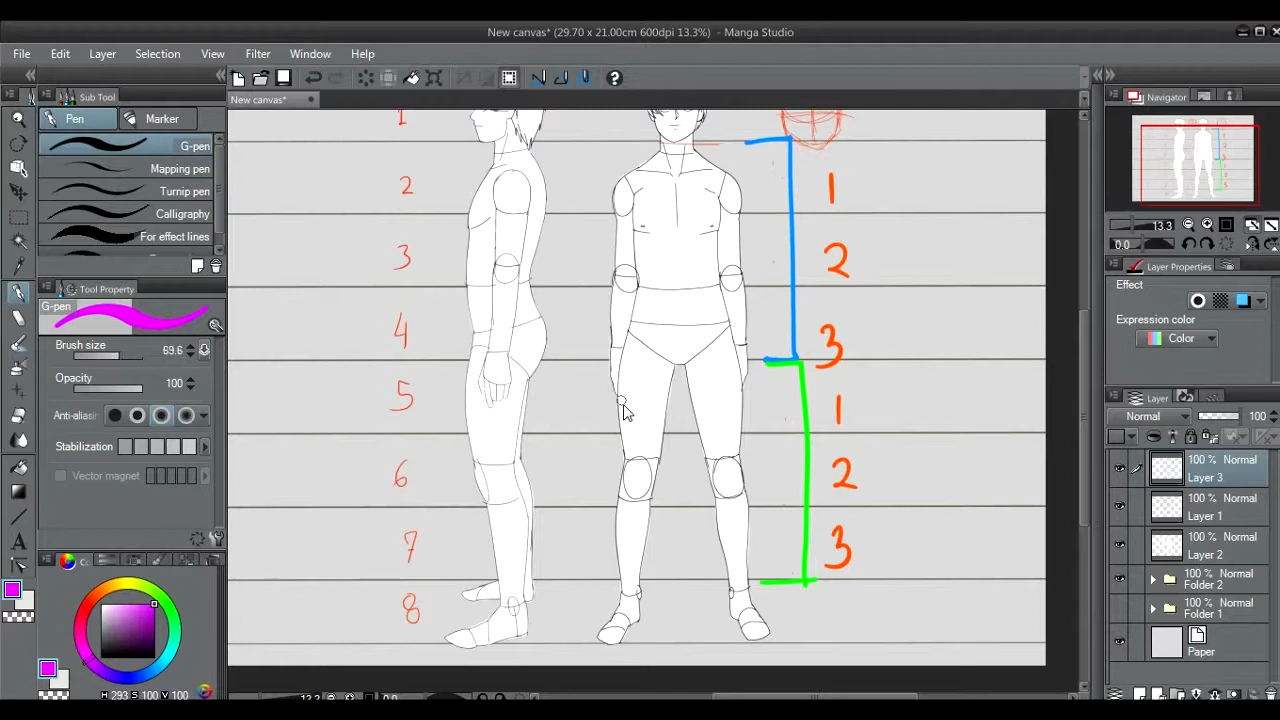 New canvas* (29.70 x 21.00cm 600dpi 13.3%) - Manga Studio
File Edit Layer Selection View Filter Window Help
Sub Tool
New canvas*
Navigator
Pen Marker
G-pen
Mapping pen
Turnip pen
Calligraphy
For effect lines
13.3
0.0
Tool Property
G-pen
Brush size 69.6
Opacity 100
Anti-aliasi
Stabilization
Vector magnet
Layer Properties
Effect
Expression color
Color
Layer
Normal 100
100 % Normal
Layer 3
100 % Normal
Layer 1
100 % Normal
Layer 2
100 % Normal
Folder 2
100 % Normal
Folder 1
Paper
H 293 S 100 V 100
1
2 1
3 2
4 3
5 1
6 2
7 3
8